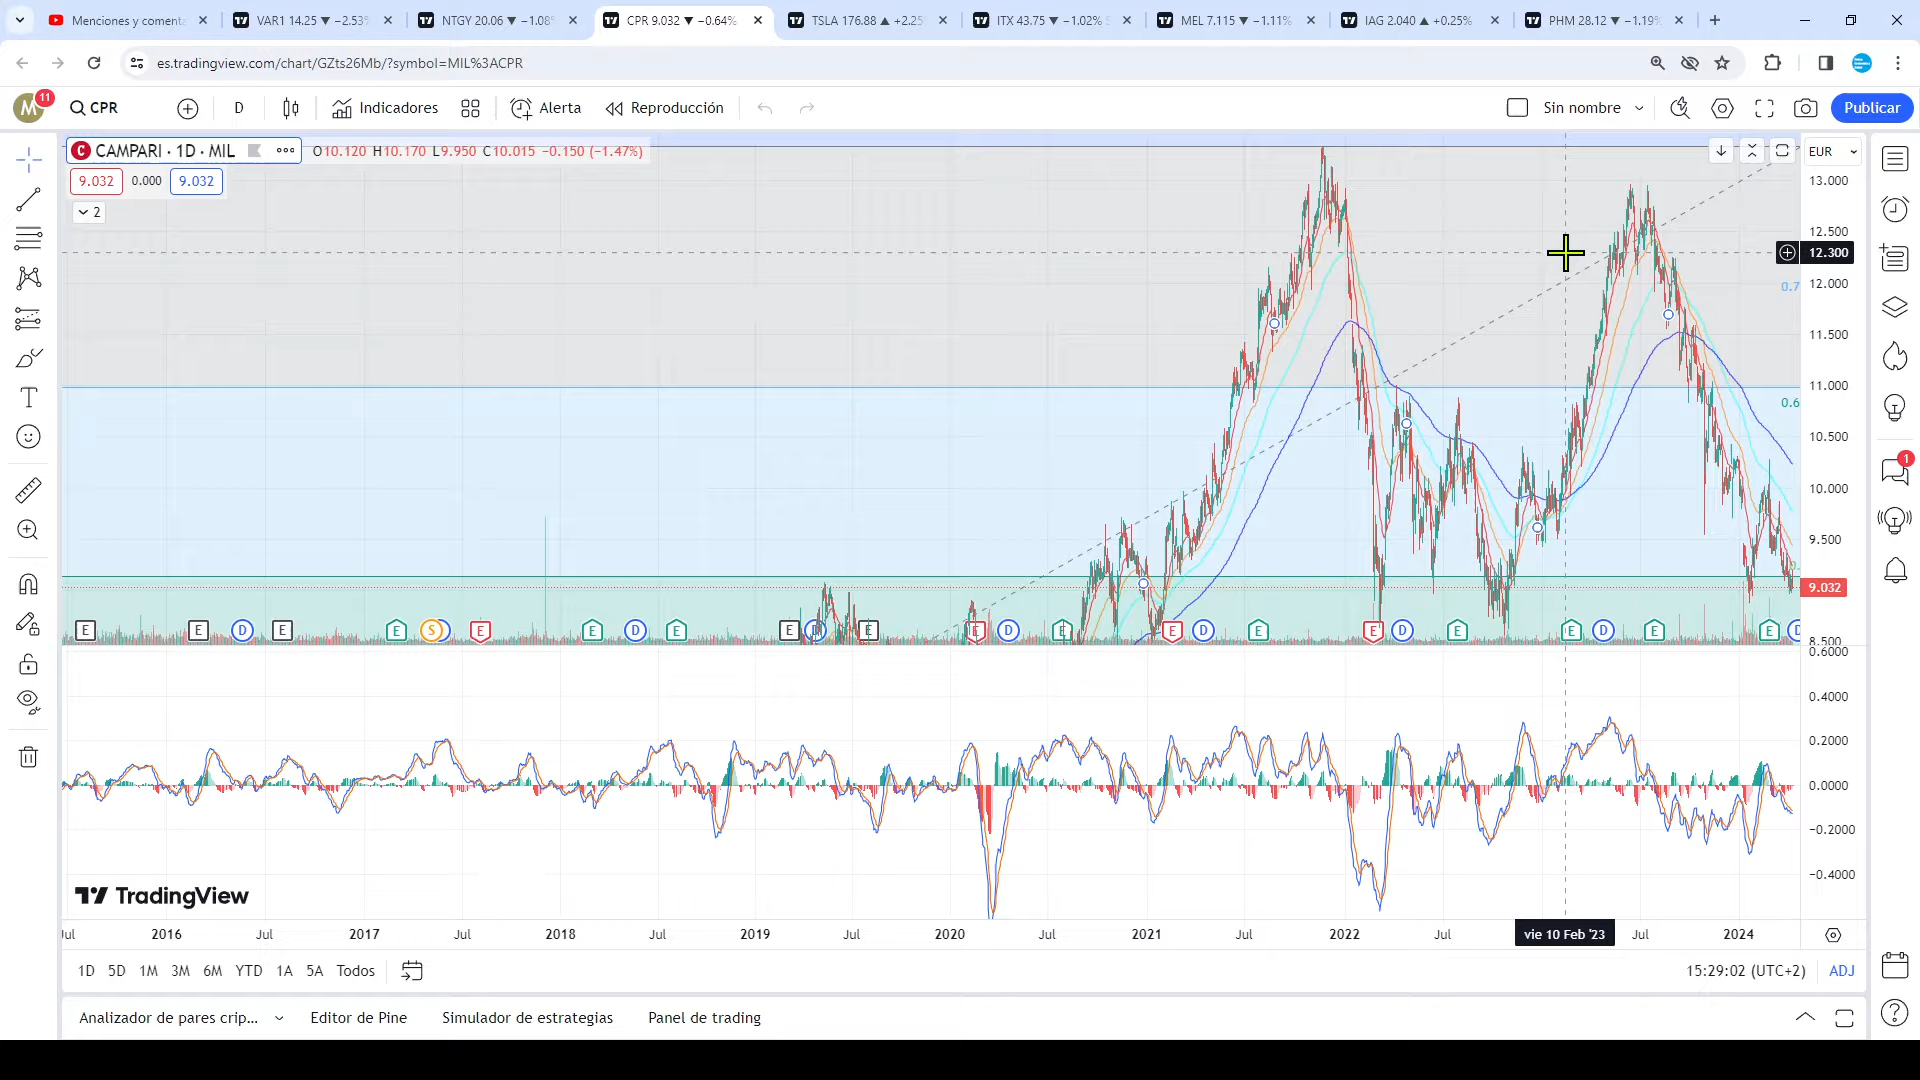 Menciones y coment
VAR1 14.25 ▼ −2.53
NTGY 20.06 ▼ −1.08
CPR 9.032 ▼ −0.64%
TSLA 176.88 ▲ +2.25
ITX 43.75 ▼ −1.02%
MEL 7.115 ▼ −1.11%
IAG 2.040 ▲ +0.25%
PHM 28.12 ▼ −1.19
es.tradingview.com/chart/GZts26Mb/?symbol=MIL%3ACPR
M 11
CPR
D
Indicadores
Alerta
Reproducción
Sin nombre
Publicar
C CAMPARI · 1D · MIL
O10.120 H10.170 L9.950 C10.015 −0.150 (−1.47%)
EUR
9.032 0.000 9.032
2
13.000
12.500
12.300
12.000
0.7
11.500
11.000
0.6
10.500
10.000
9.500
9.032
8.500
E E D E E S E E D E E D E E D E E D E E D E E D E E D
0.6000
0.4000
0.2000
0.0000
−0.2000
−0.4000
1
TradingView
Jul 2016 Jul 2017 Jul 2018 Jul 2019 Jul 2020 Jul 2021 Jul 2022 Jul vie 10 Feb '23 Jul 2024
1D 5D 1M 3M 6M YTD 1A 5A Todos
15:29:02 (UTC+2) ADJ
Analizador de pares crip...
Editor de Pine
Simulador de estrategias
Panel de trading